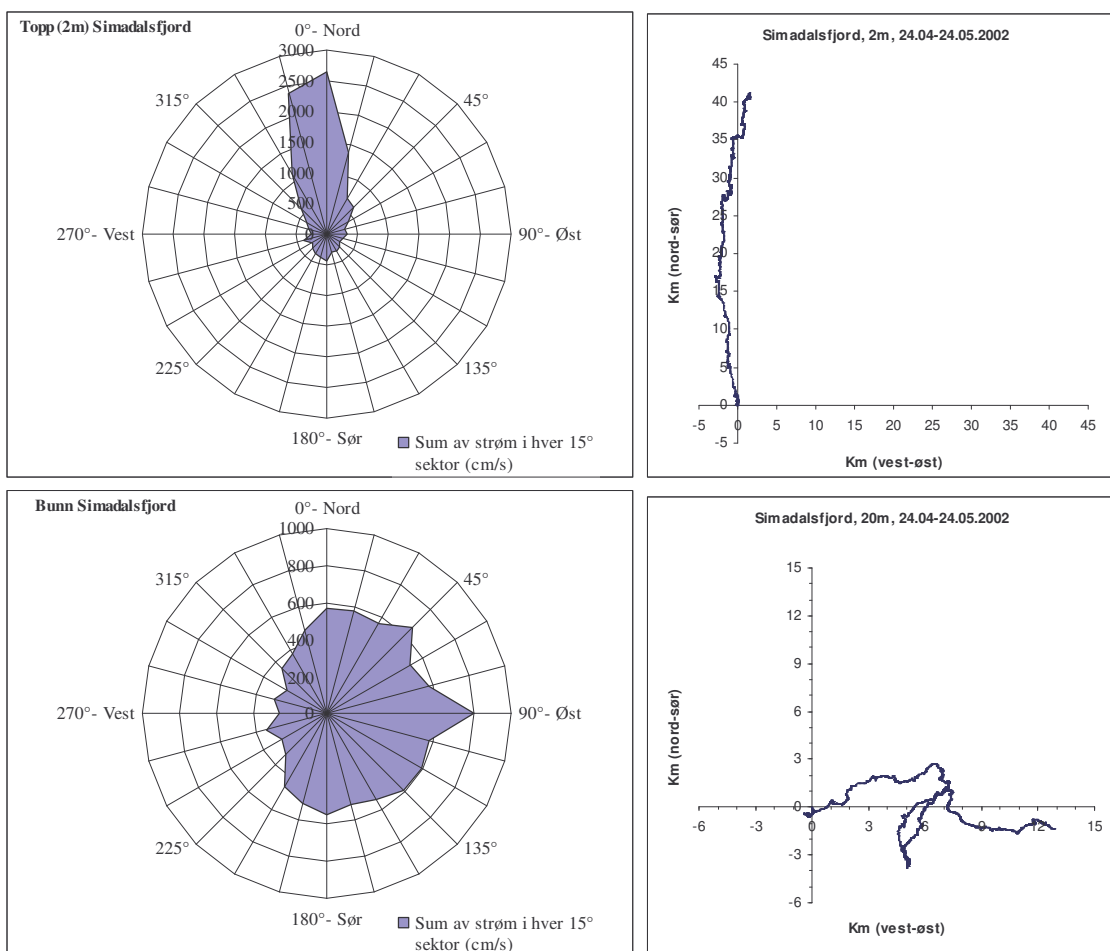 Topp (2m) Simadalsfjord
0°- Nord
3000
2500
2000
1500
1000
500
0
45°
90°- Øst
135°
180°- Sør
225°
270°- Vest
315°
Sum av strøm i hver 15°
sektor (cm/s)
Simadalsfjord, 2m, 24.04-24.05.2002
45
40
35
30
25
20
15
10
5
0
-5
-5 0 5 10 15 20 25 30 35 40 45
Km (nord-sør)
Km (vest-øst)
Bunn Simadalsfjord
0°- Nord
1000
800
600
400
200
0
45°
90°- Øst
135°
180°- Sør
225°
270°- Vest
315°
Sum av strøm i hver 15°
sektor (cm/s)
Simadalsfjord, 20m, 24.04-24.05.2002
15
12
9
6
3
0
-3
-6
-6 -3 0 3 6 9 12 15
Km (nord-sør)
Km (vest-øst)